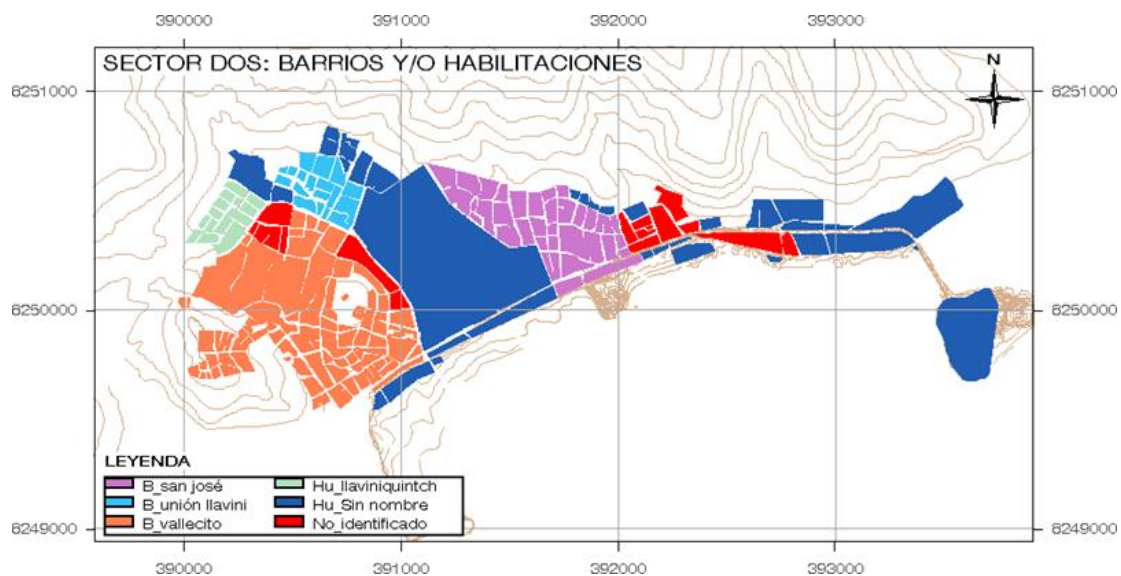 390000 391000 392000 393000
SECTOR DOS: BARRIOS Y/O HABILITACIONES
N
6251000 6251000
6250000 6250000
LEYENDA
B_san josé Hu_llaviniquintch
B_unión llavini Hu_Sin nombre
B_vallecito No_identificado
6249000 6249000
390000 391000 392000 393000